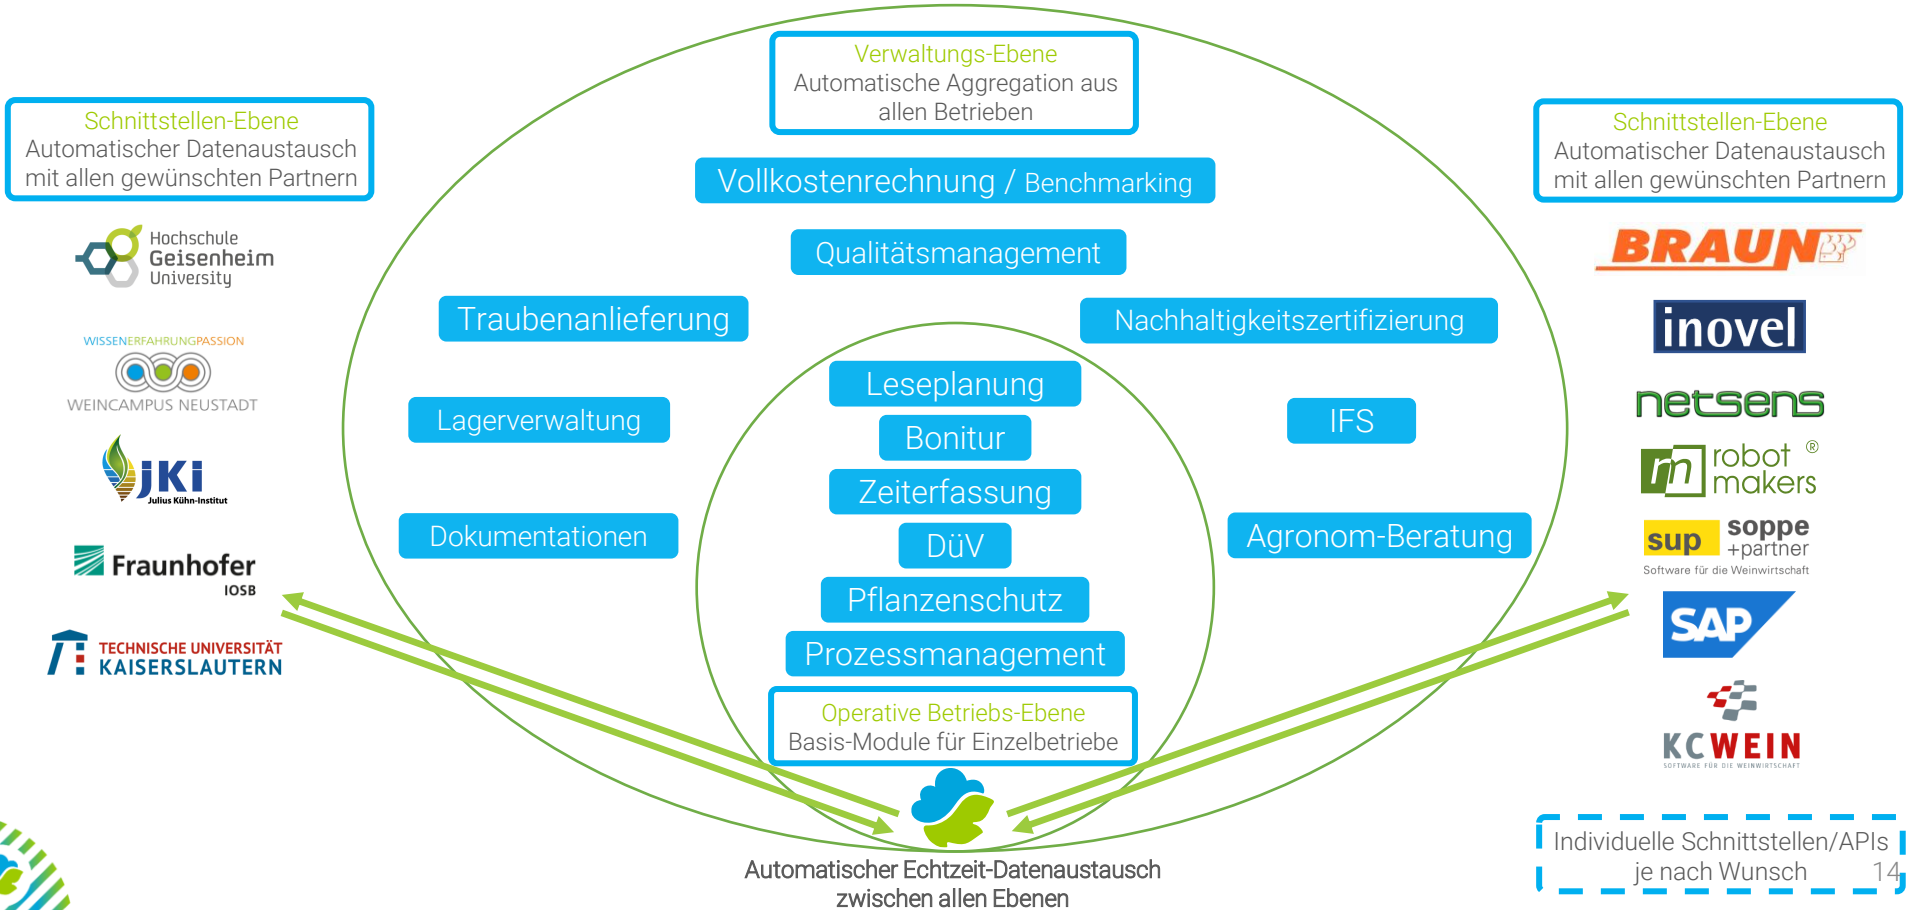 Verwaltungs-Ebene
Automatische Aggregation aus
allen Betrieben
Schnittstellen-Ebene
Automatischer Datenaustausch
mit allen gewünschten Partnern
Hochschule
Geisenheim
University
WISSENERFAHRUNGPASSION
WEINCAMPUS NEUSTADT
JKI
Julius Kühn-Institut
Fraunhofer
IOSB
TECHNISCHE UNIVERSITÄT
KAISERSLAUTERN
Vollkostenrechnung / Benchmarking
Qualitätsmanagement
Traubenanlieferung
Nachhaltigkeitszertifizierung
Lagerverwaltung
IFS
Dokumentationen
Agronom-Beratung
Leseplanung
Bonitur
Zeiterfassung
DüV
Pflanzenschutz
Prozessmanagement
Operative Betriebs-Ebene
Basis-Module für Einzelbetriebe
Automatischer Echtzeit-Datenaustausch
zwischen allen Ebenen
Schnittstellen-Ebene
Automatischer Datenaustausch
mit allen gewünschten Partnern
BRAUN
inovel
netsens
robot ®
makers
sup soppe
+partner
Software für die Weinwirtschaft
SAP
KCWEIN
SOFTWARE FÜR DIE WEINWIRTSCHAFT
Individuelle Schnittstellen/APIs
je nach Wunsch
14